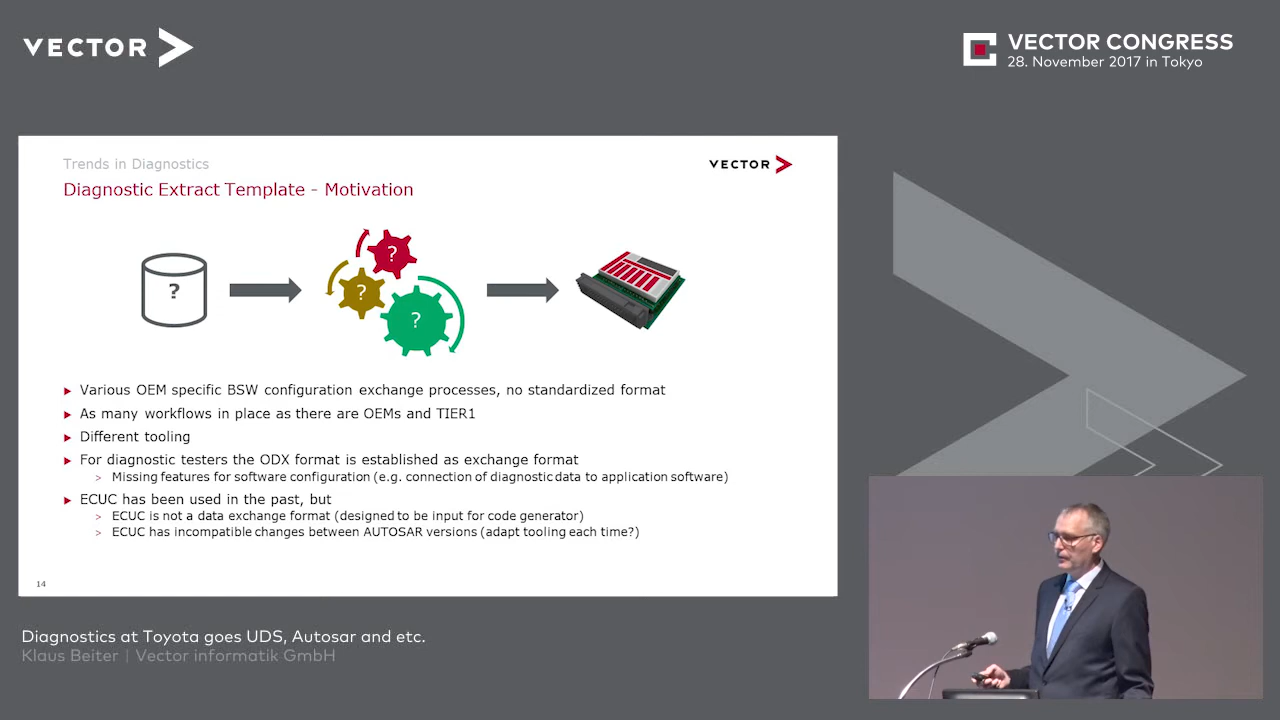 VECTOR
VECTOR CONGRESS
28. November 2017 in Tokyo
Trends in Diagnostics
VECTOR
Diagnostic Extract Template - Motivation
?
?
?
?
Various OEM specific BSW configuration exchange processes, no standardized format
As many workflows in place as there are OEMs and TIER1
Different tooling
For diagnostic testers the ODX format is established as exchange format
> Missing features for software configuration (e.g. connection of diagnostic data to application software)
ECUC has been used in the past, but
> ECUC is not a data exchange format (designed to be input for code generator)
> ECUC has incompatible changes between AUTOSAR versions (adapt tooling each time?)
14
Diagnostics at Toyota goes UDS, Autosar and etc.
Klaus Beiter | Vector informatik GmbH